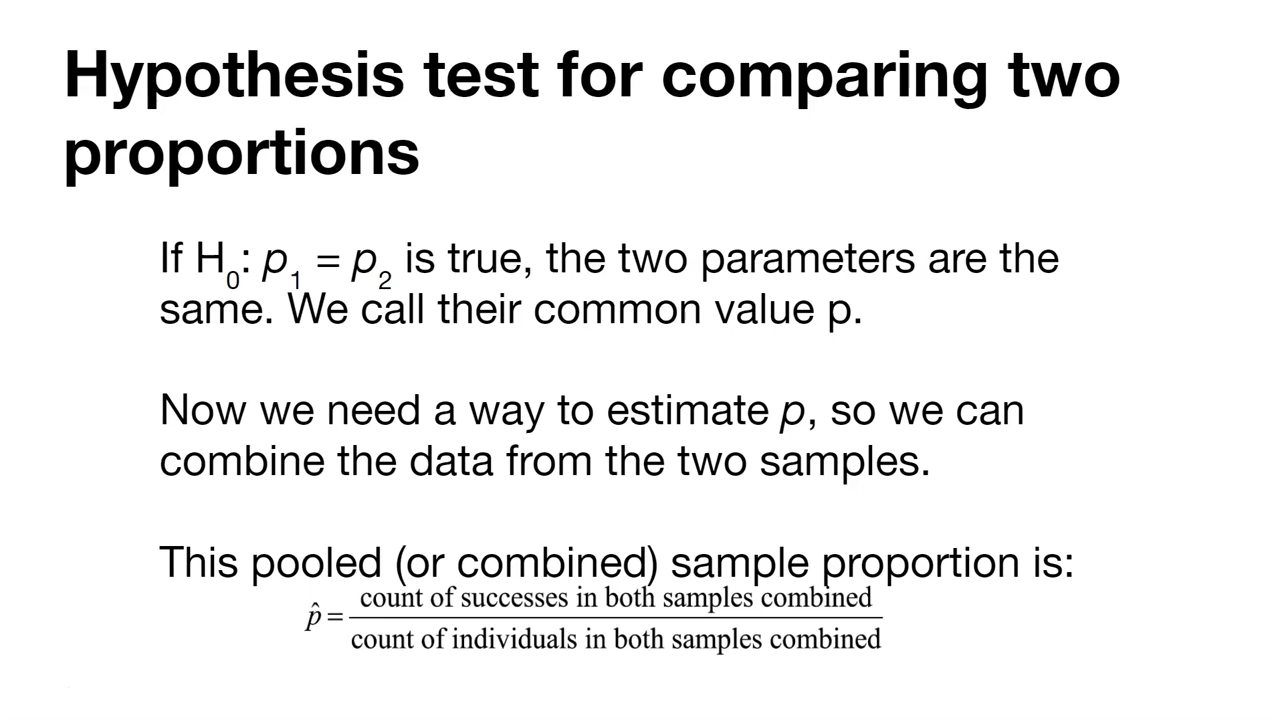 Hypothesis test for comparing two
proportions
If H₀: p₁ = p₂ is true, the two parameters are the
same. We call their common value p.
Now we need a way to estimate p, so we can
combine the data from the two samples.
This pooled (or combined) sample proportion is:
count of successes in both samples combined
p̂ =
count of individuals in both samples combined